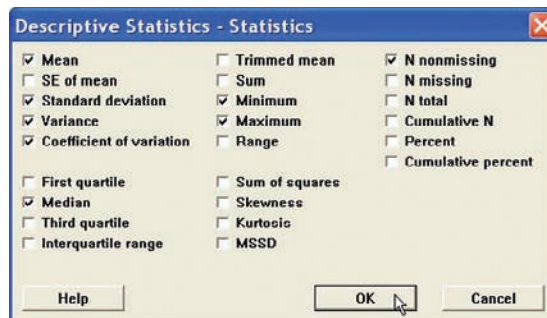 Descriptive Statistics - Statistics
Mean
SE of mean
Standard deviation
Variance
Coefficient of variation
First quartile
Median
Third quartile
Interquartile range
Trimmed mean
Sum
Minimum
Maximum
Range
Sum of squares
Skewness
Kurtosis
MSSD
N nonmissing
N missing
N total
Cumulative N
Percent
Cumulative percent
Help
OK
Cancel